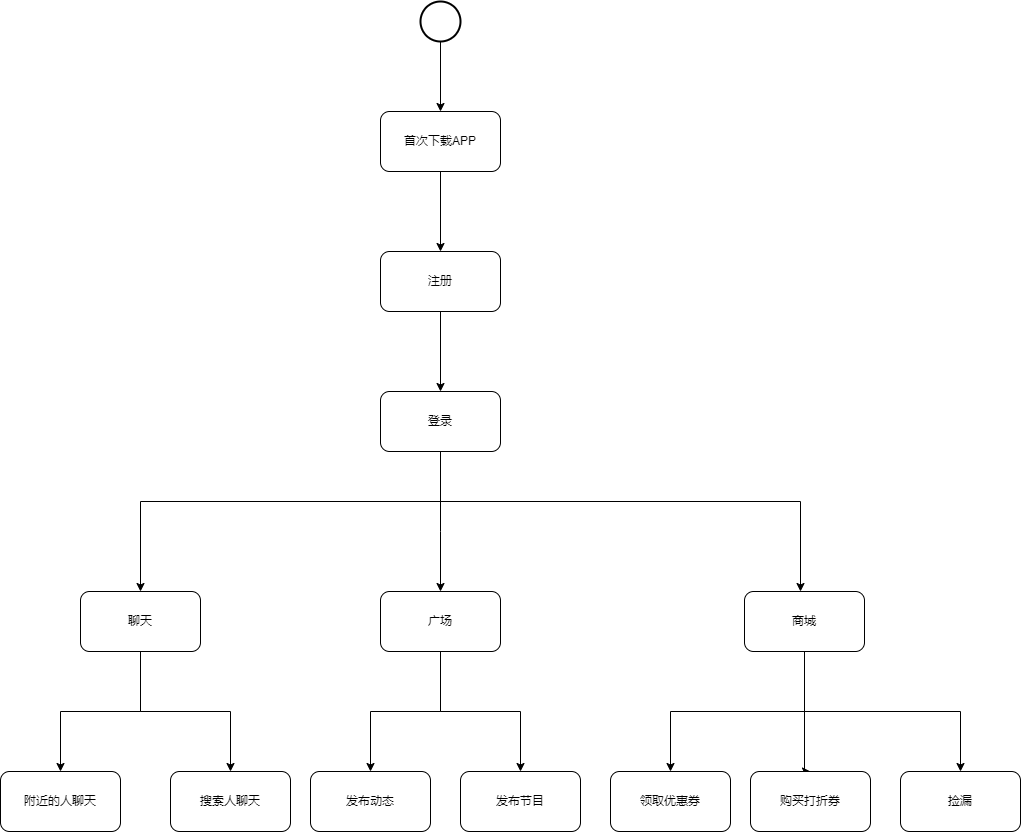 首次下载APP
注册
登录
聊天
广场
商城
附近的人聊天
搜索人聊天
发布动态
发布节目
领取优惠券
购买打折券
捡漏